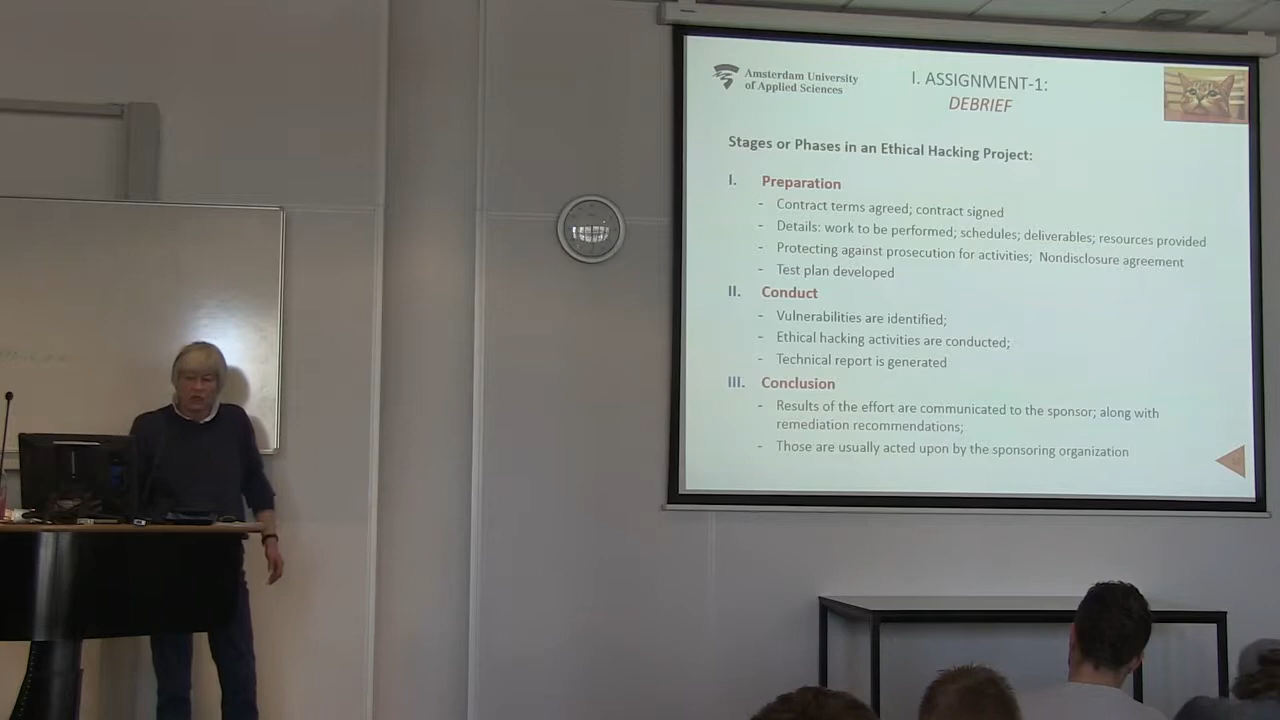 Amsterdam University
of Applied Sciences
I. ASSIGNMENT-1:
DEBRIEF
Stages or Phases in an Ethical Hacking Project:
I. Preparation
- Contract terms agreed; contract signed
- Details: work to be performed; schedules; deliverables; resources provided
- Protecting against prosecution for activities; Nondisclosure agreement
- Test plan developed
II. Conduct
- Vulnerabilities are identified;
- Ethical hacking activities are conducted;
- Technical report is generated
III. Conclusion
- Results of the effort are communicated to the sponsor; along with
remediation recommendations;
- Those are usually acted upon by the sponsoring organization